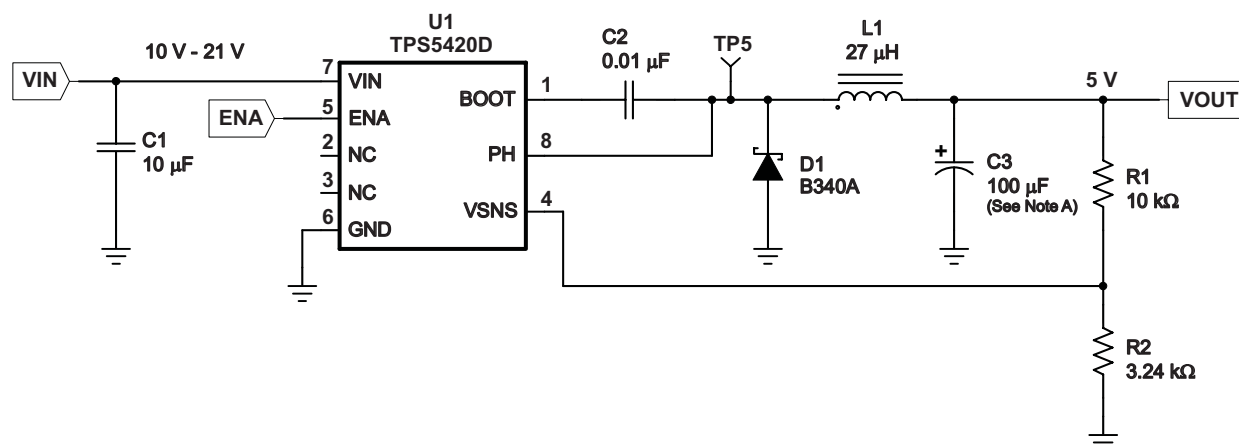 U1
TPS5420D
10 V - 21 V
VIN
7
VIN
ENA
5
ENA
2
NC
3
NC
6
GND
BOOT
1
PH
8
VSNS
4
C1
10 µF
C2
0.01 µF
TP5
L1
27 µH
D1
B340A
C3
100 µF
(See Note A)
5 V
VOUT
R1
10 kΩ
R2
3.24 kΩ
+